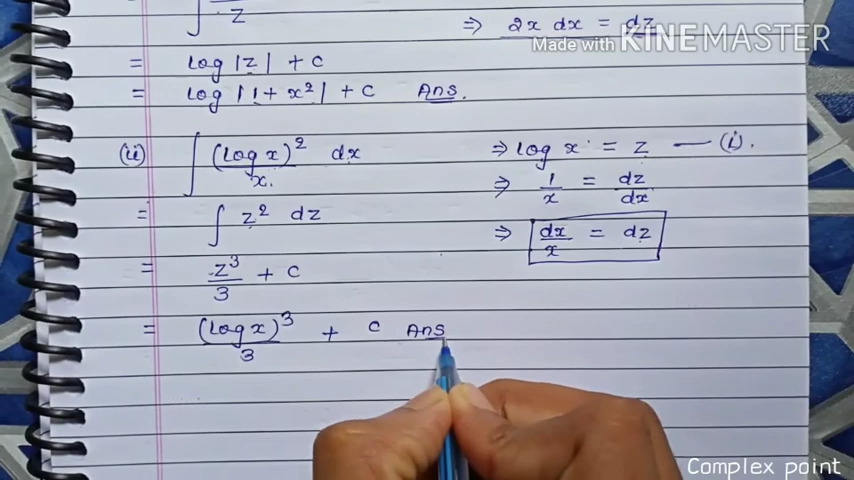 ∫ / z
⇒ 2x dx = dz
Made with KINEMASTER
= log |z| + c
= log |1 + x²| + c Ans.
(ii) ∫ (log x)² / x. dx ⇒ log x = z — (i).
⇒ 1/x = dz/dx
= ∫ z² dz
⇒ dx/x = dz
= z³/3 + c
= (log x)³/3 + c Ans
Complex point